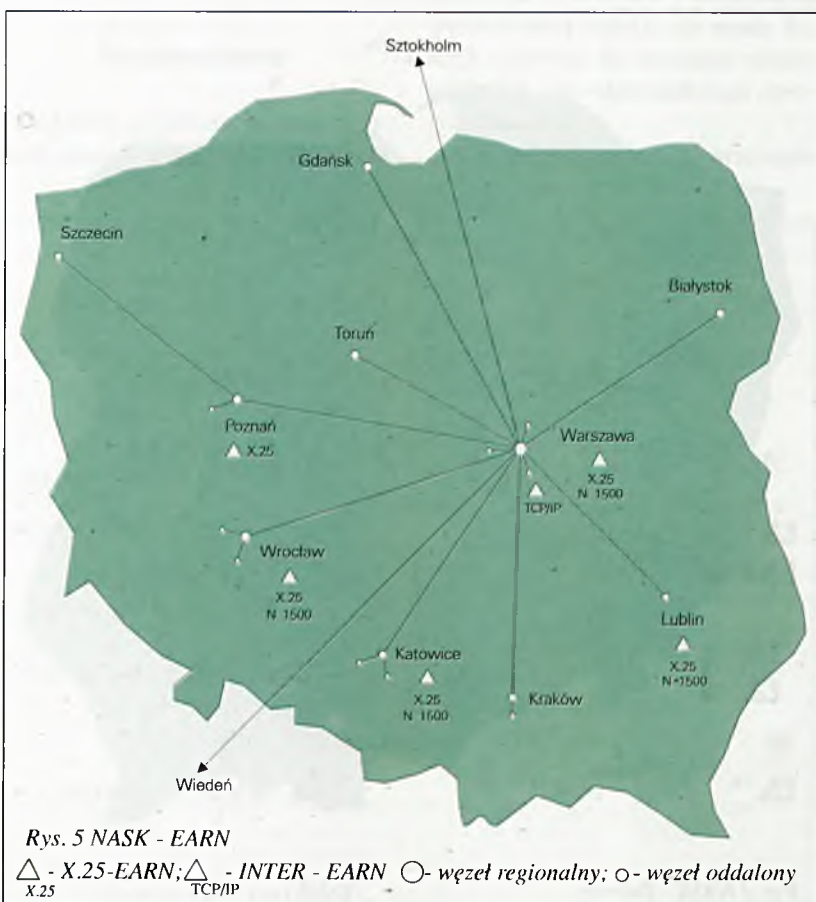 Sztokholm
Gdańsk
Szczecin
Białystok
Toruń
Poznań
X.25
Warszawa
X.25
N 1500
TCP/IP
Wrocław
X.25
N 1500
Lublin
X.25
N 1500
Katowice
X.25
N 1500
Kraków
Wiedeń
Rys. 5 NASK - EARN
△ - X.25-EARN; △ - INTER - EARN ○- węzeł regionalny; o- węzeł oddalony
X.25 TCP/IP